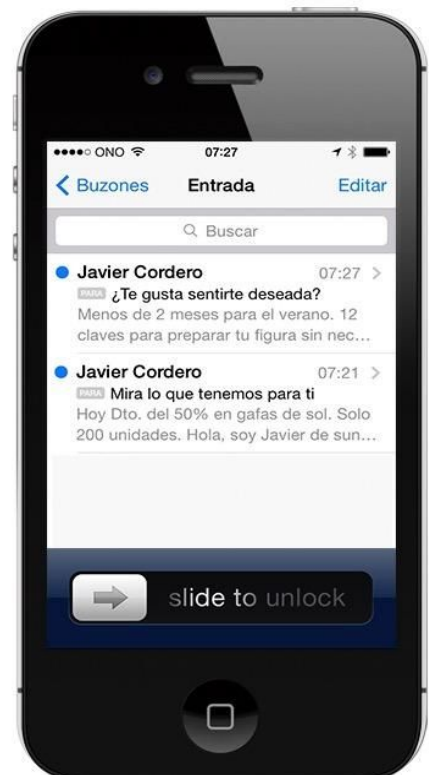 ONO 07:27
Buzones Entrada Editar
Buscar
Javier Cordero 07:27
PARA ¿Te gusta sentirte deseada?
Menos de 2 meses para el verano. 12
claves para preparar tu figura sin nec...
Javier Cordero 07:21
PARA Mira lo que tenemos para ti
Hoy Dto. del 50% en gafas de sol. Solo
200 unidades. Hola, soy Javier de sun...
slide to unlock